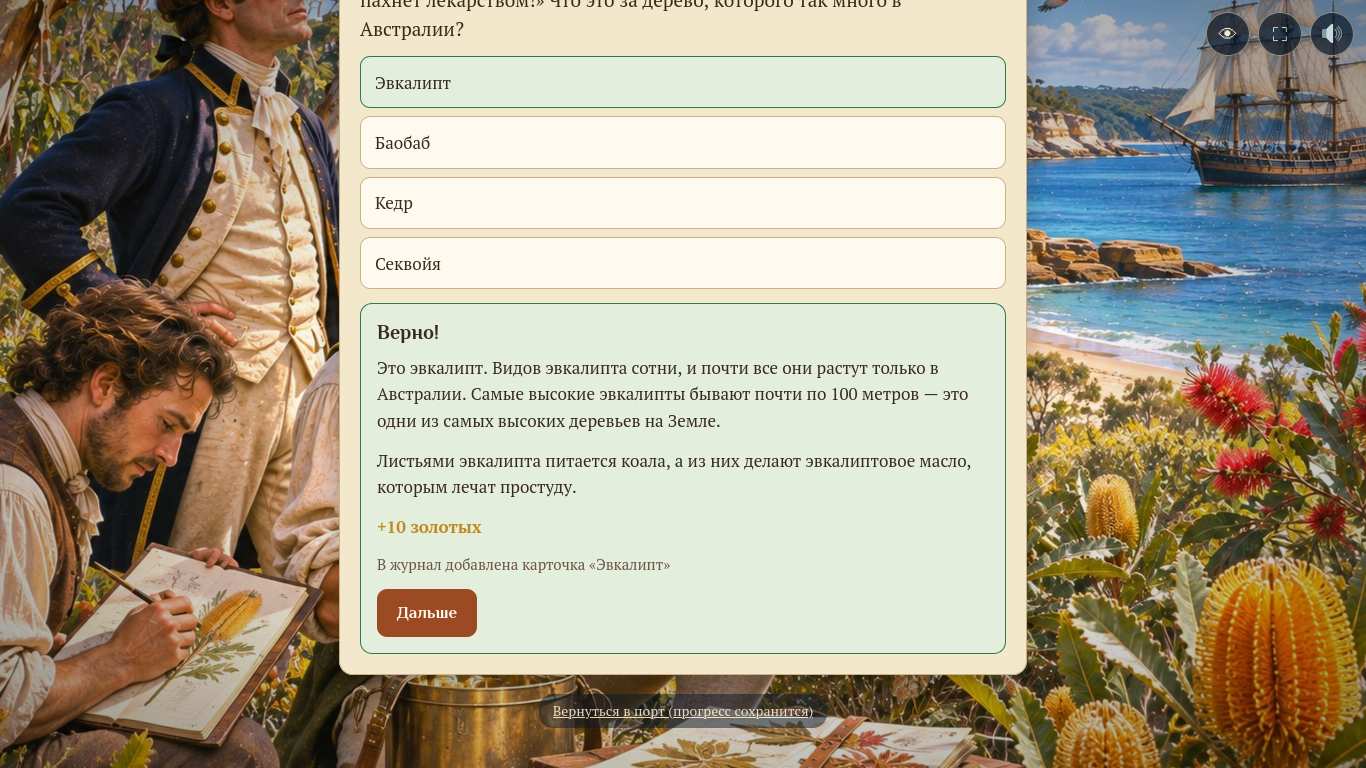 пахнет лекарством!» Что это за дерево, которого так много в
Австралии?
Эвкалипт
Баобаб
Кедр
Секвойя
Верно!
Это эвкалипт. Видов эвкалипта сотни, и почти все они растут только в
Австралии. Самые высокие эвкалипты бывают почти по 100 метров — это
одни из самых высоких деревьев на Земле.
Листьями эвкалипта питается коала, а из них делают эвкалиптовое масло,
которым лечат простуду.
+10 золотых
В журнал добавлена карточка «Эвкалипт»
Дальше
Вернуться в порт (прогресс сохранится)